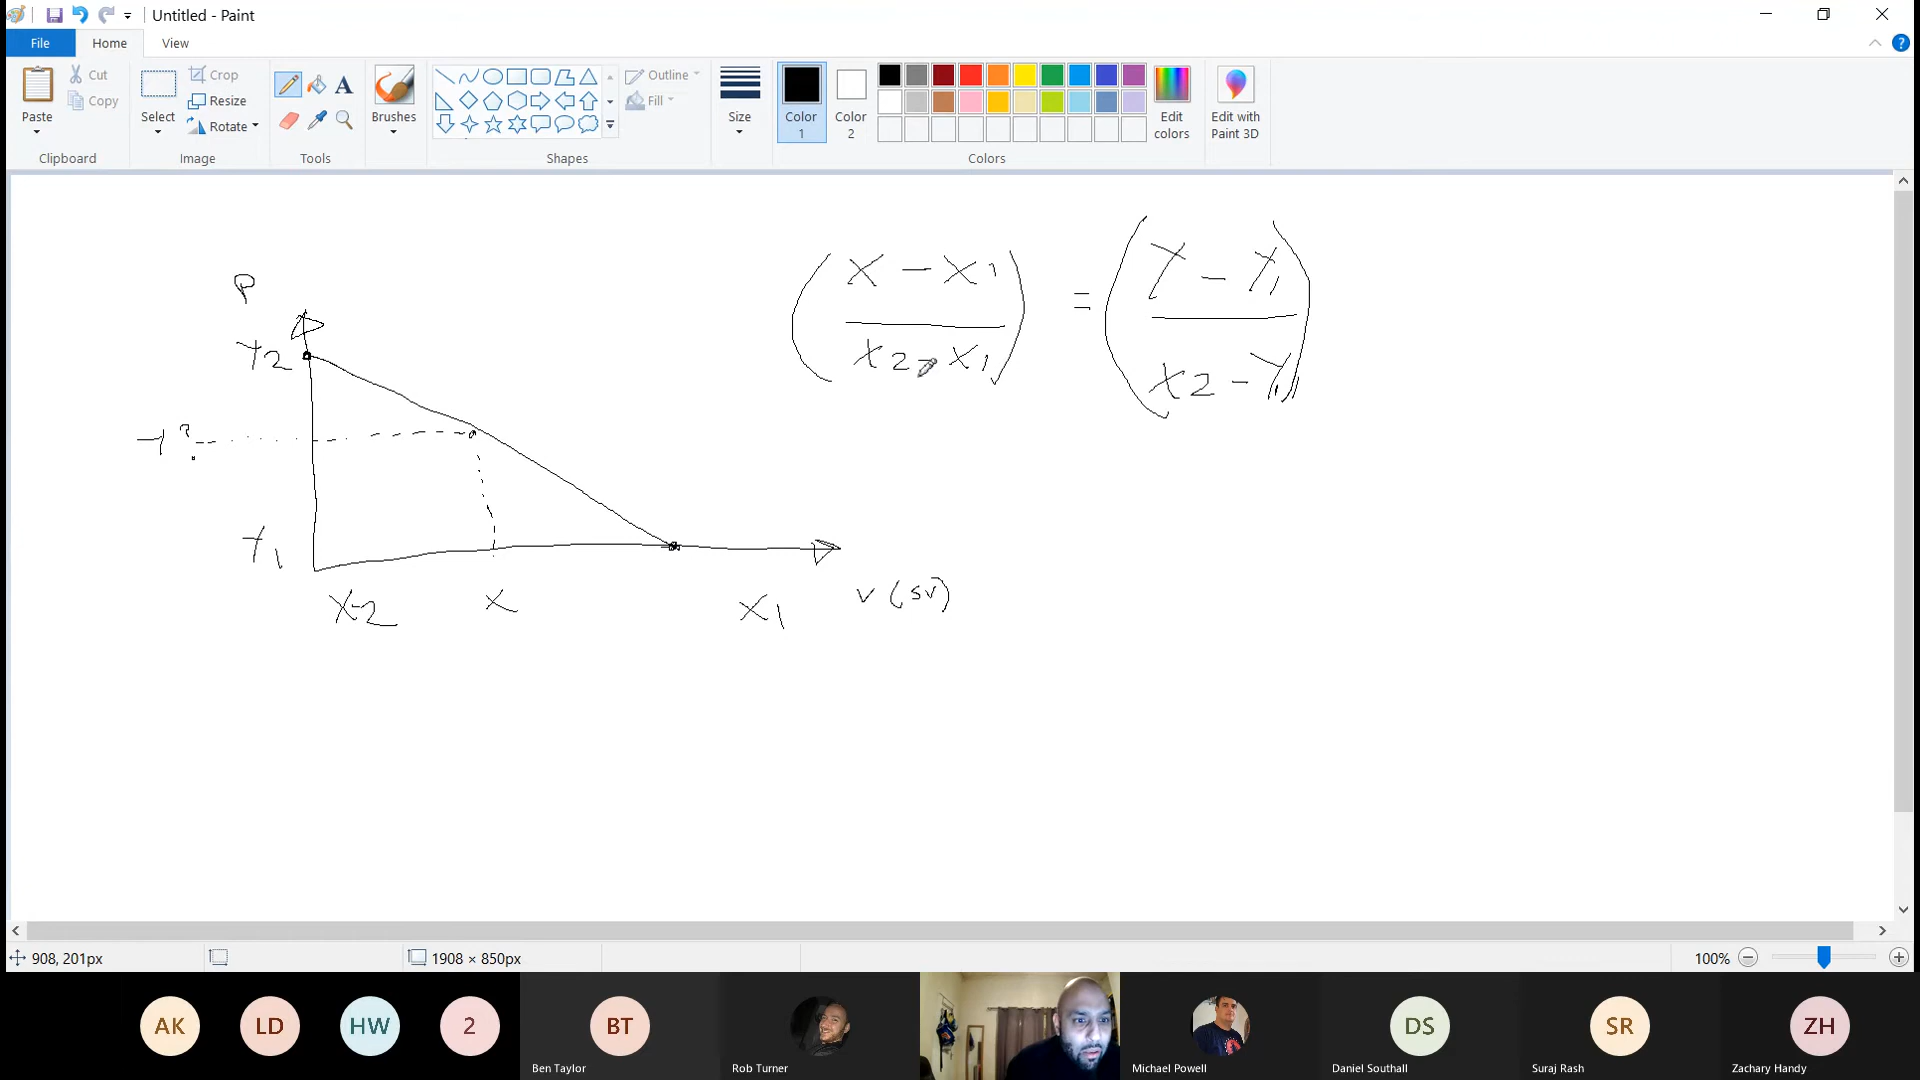 Untitled - Paint
File Home View
Paste
Cut
Copy
Clipboard
Select
Crop
Resize
Rotate
Image
A
Tools
Brushes
Outline
Fill
Shapes
Size
Color 1
Color 2
Edit colors
Edit with Paint 3D
Colors
P
Y2
Y?
Y1
X2 X X1 V (SV)
(X - X1 = (Y - Y1)
X2 - X1) X2 - Y1)
908, 201px
1908 × 850px
100%
AK
LD
HW
2
BT
Ben Taylor
Rob Turner
Michael Powell
DS
Daniel Southall
SR
Suraj Rash
ZH
Zachary Handy